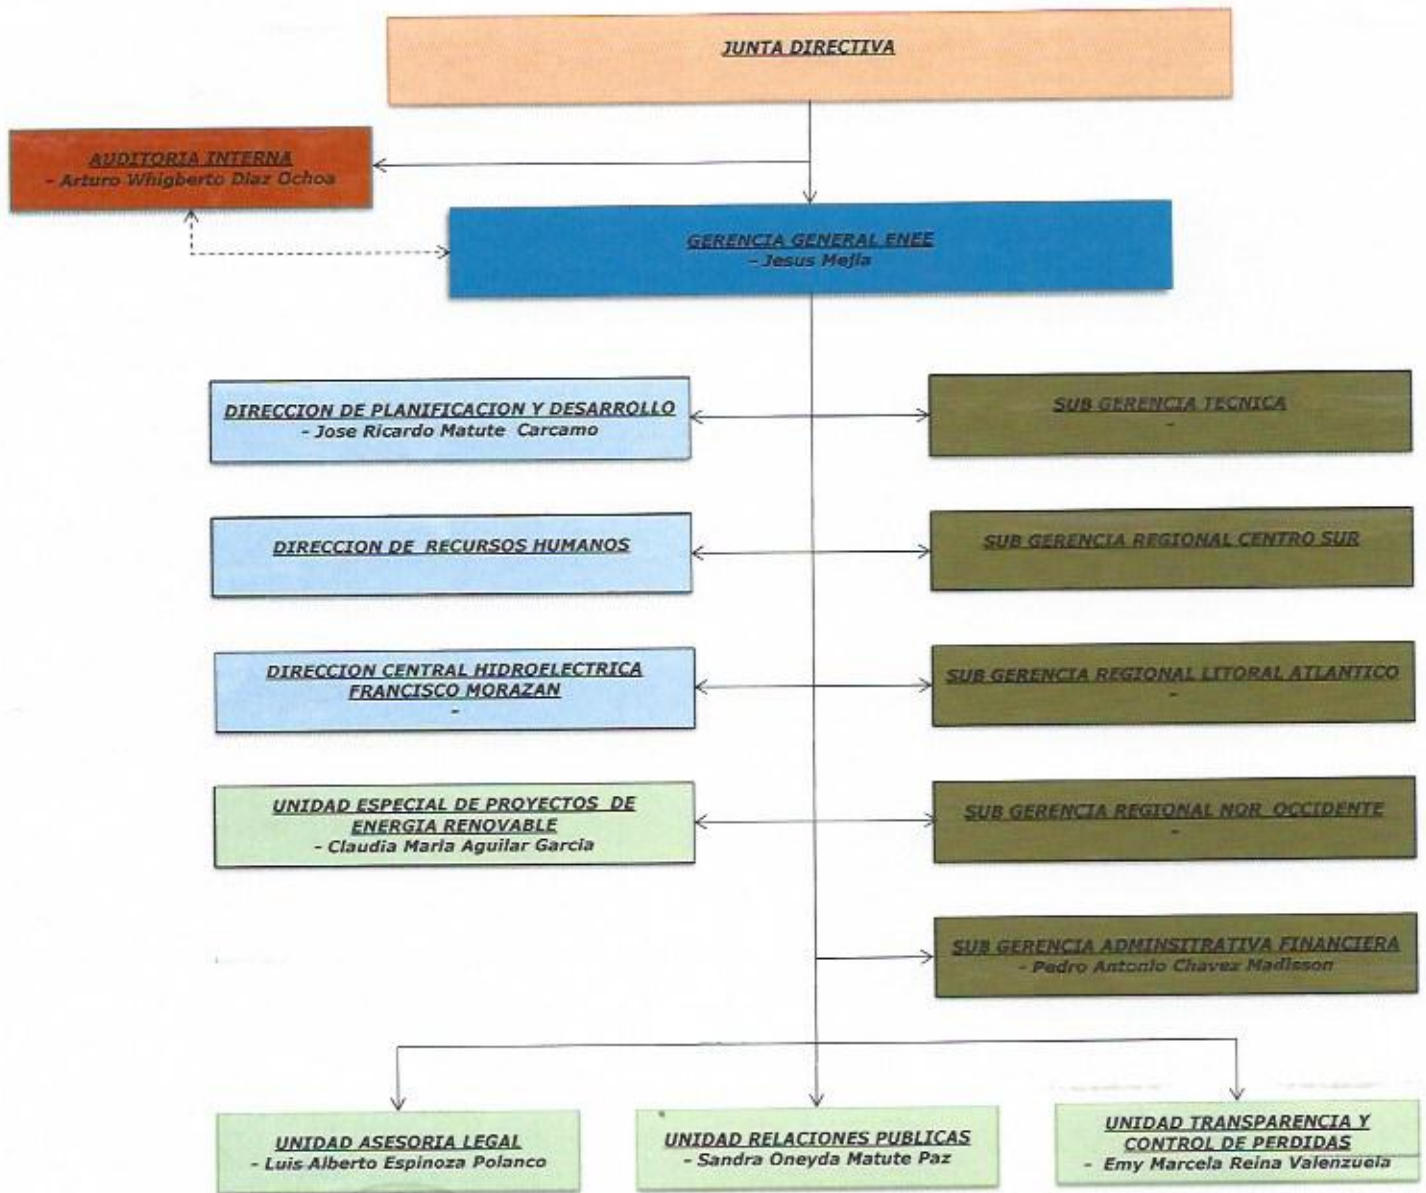 JUNTA DIRECTIVA
AUDITORIA INTERNA
- Arturo Whigberto Diaz Ochoa
GERENCIA GENERAL ENEE
- Jesus Mejia
DIRECCION DE PLANIFICACION Y DESARROLLO
- Jose Ricardo Matute Carcamo
SUB GERENCIA TECNICA
-
DIRECCION DE RECURSOS HUMANOS
SUB GERENCIA REGIONAL CENTRO SUR
DIRECCION CENTRAL HIDROELECTRICA
FRANCISCO MORAZAN
-
SUB GERENCIA REGIONAL LITORAL ATLANTICO
-
UNIDAD ESPECIAL DE PROYECTOS DE
ENERGIA RENOVABLE
- Claudia Maria Aguilar Garcia
SUB GERENCIA REGIONAL NOR OCCIDENTE
-
SUB GERENCIA ADMINSITRATIVA FINANCIERA
- Pedro Antonio Chavez Madisson
UNIDAD ASESORIA LEGAL
- Luis Alberto Espinoza Polanco
UNIDAD RELACIONES PUBLICAS
- Sandra Oneyda Matute Paz
UNIDAD TRANSPARENCIA Y
CONTROL DE PERDIDAS
- Emy Marcela Reina Valenzuela